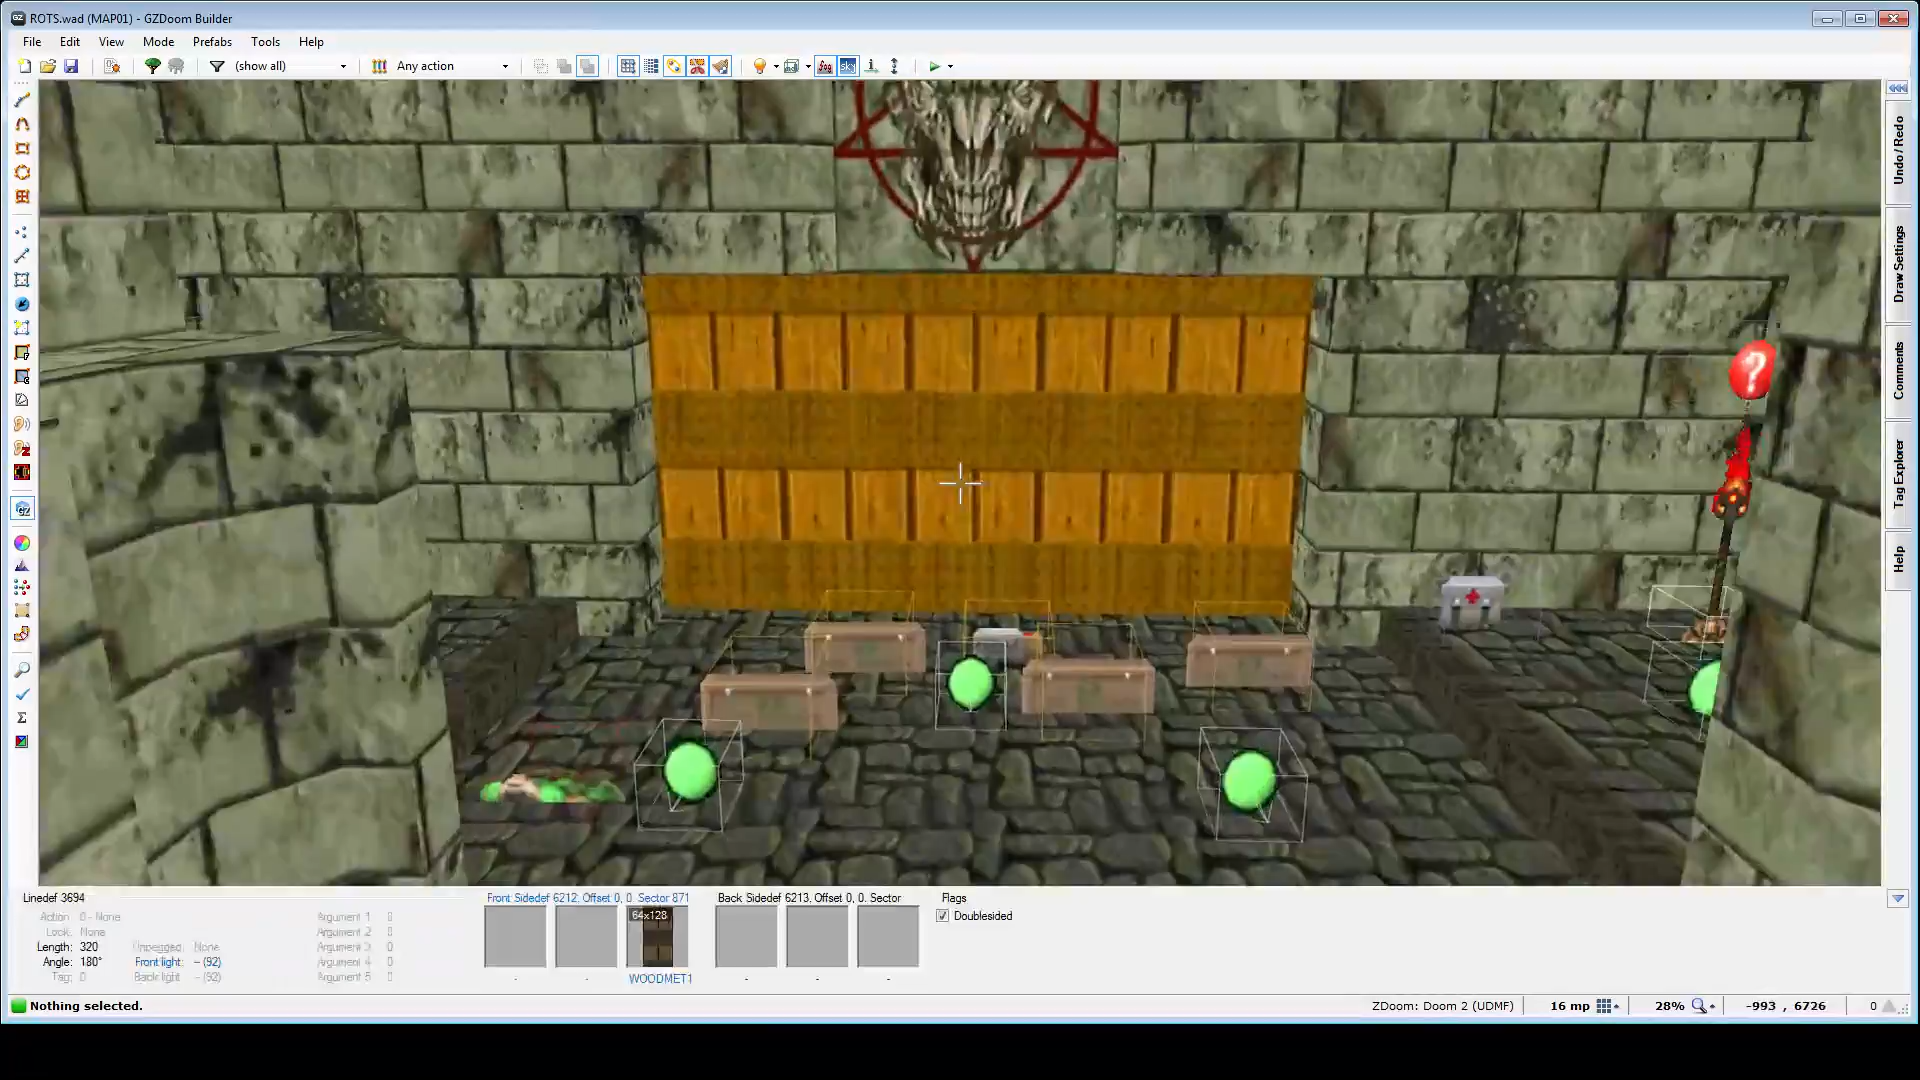 ROTS.wad (MAP01) - GZDoom Builder
File Edit View Mode Prefabs Tools Help
(show all) Any action
Undo / Redo
Draw Settings
Comments
Tag Explorer
Help
?
Linedef 3694
Action: 0 - None
Lock: None
Length: 320
Angle: 180°
Tag: 0
Unpegged: None
Front light: -- (92)
Back light: -- (92)
Argument 1: 0
Argument 2: 0
Argument 3: 0
Argument 4: 0
Argument 5: 0
Front Sidedef 6212. Offset 0, 0. Sector 871
64x128
- - WOODMET1
Back Sidedef 6213. Offset 0, 0. Sector
- - -
Flags
Doublesided
Nothing selected.
ZDoom: Doom 2 (UDMF) 16 mp 28% -993 , 6726 0